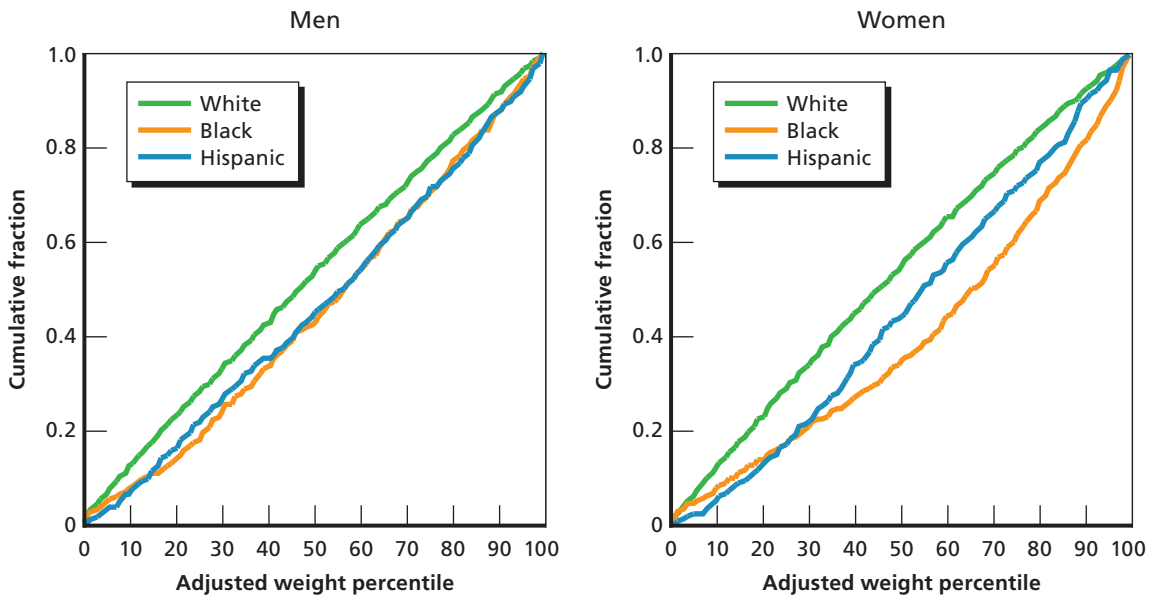 Men
1.0
0.8
0.6
0.4
0.2
0
Cumulative fraction
White
Black
Hispanic
0 10 20 30 40 50 60 70 80 90 100
Adjusted weight percentile
Women
1.0
0.8
0.6
0.4
0.2
0
Cumulative fraction
White
Black
Hispanic
0 10 20 30 40 50 60 70 80 90 100
Adjusted weight percentile